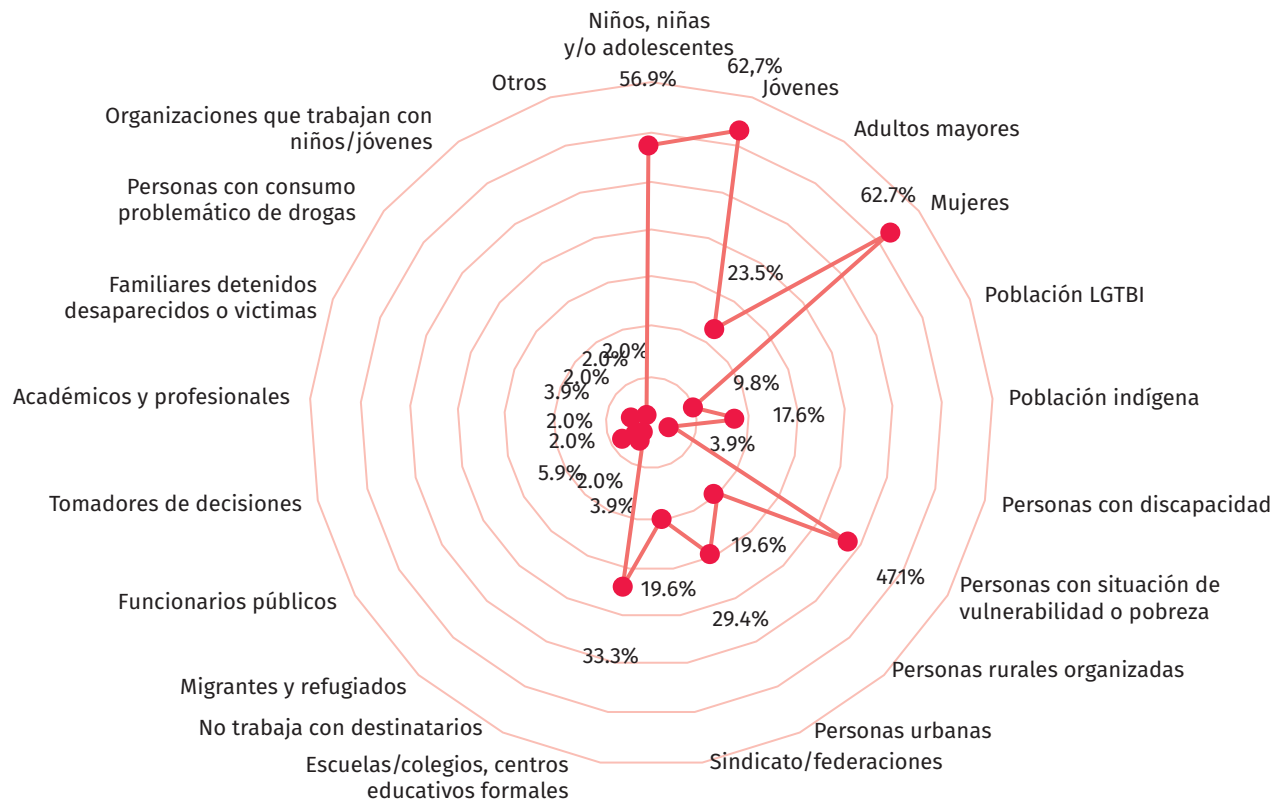 Niños, niñas
y/o adolescentes
56.9%
62,7%
Jóvenes
Adultos mayores
62.7%
Mujeres
23.5%
Población LGTBI
9.8%
Población indígena
17.6%
3.9%
Personas con discapacidad
47.1%
Personas con situación de
vulnerabilidad o pobreza
19.6%
Personas rurales organizadas
29.4%
Personas urbanas
19.6%
Sindicato/federaciones
33.3%
Escuelas/colegios, centros
educativos formales
3.9%
No trabaja con destinatarios
2.0%
Migrantes y refugiados
5.9%
Funcionarios públicos
2.0%
Tomadores de decisiones
2.0%
Académicos y profesionales
3.9%
Familiares detenidos
desaparecidos o victimas
2.0%
Personas con consumo
problemático de drogas
2.0%
Organizaciones que trabajan con
niños/jóvenes
2.0%
Otros